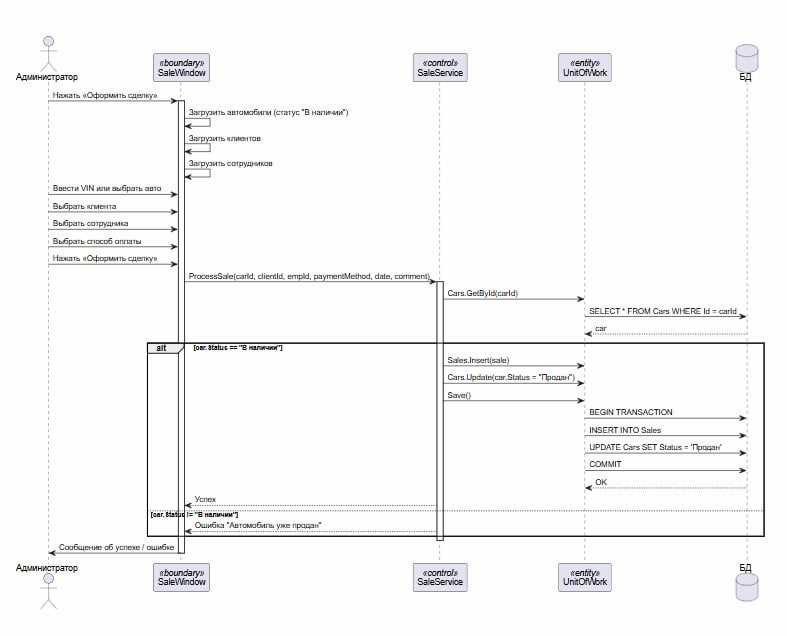 Администратор
«boundary»
SaleWindow
«control»
SaleService
«entity»
UnitOfWork
БД
Нажать «Оформить сделку»
Загрузить автомобили (статус "В наличии")
Загрузить клиентов
Загрузить сотрудников
Ввести VIN или выбрать авто
Выбрать клиента
Выбрать сотрудника
Выбрать способ оплаты
Нажать «Оформить сделку»
ProcessSale(carId, clientId, empId, paymentMethod, date, comment)
Cars.GetById(carId)
SELECT * FROM Cars WHERE Id = carId
car
alt
[car.Status == "В наличии"]
Sales.Insert(sale)
Cars.Update(car.Status = "Продан")
Save()
BEGIN TRANSACTION
INSERT INTO Sales
UPDATE Cars SET Status = 'Продан'
COMMIT
OK
Успех
[car.Status != "В наличии"]
Ошибка "Автомобиль уже продан"
Сообщение об успехе / ошибке
Администратор
«boundary»
SaleWindow
«control»
SaleService
«entity»
UnitOfWork
БД